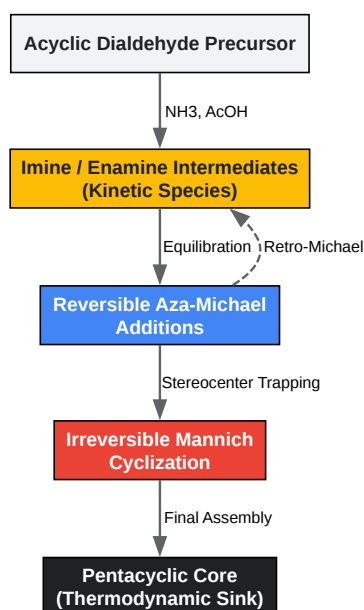 Acyclic Dialdehyde Precursor
NH3, AcOH
Imine / Enamine Intermediates
(Kinetic Species)
Equilibration
Retro-Michael
Reversible Aza-Michael
Additions
Stereocenter Trapping
Irreversible Mannich
Cyclization
Final Assembly
Pentacyclic Core
(Thermodynamic Sink)